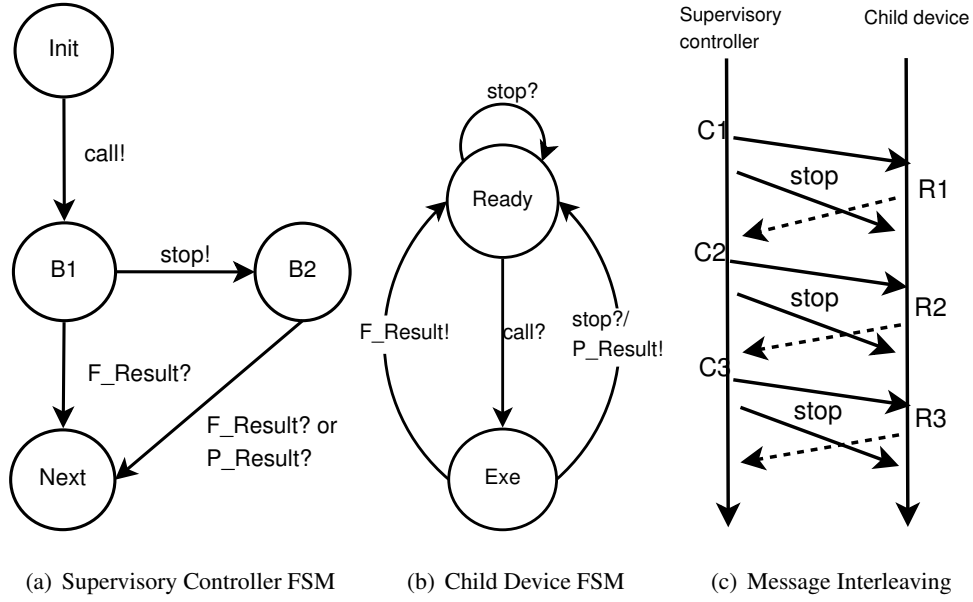 Init
call!
B1
stop!
B2
F_Result?
F_Result? or
P_Result?
Next
stop?
Ready
F_Result!
call?
stop?/
P_Result!
Exe
Supervisory
controller
Child device
C1
stop
R1
C2
stop
R2
C3
stop
R3
(a) Supervisory Controller FSM
(b) Child Device FSM
(c) Message Interleaving